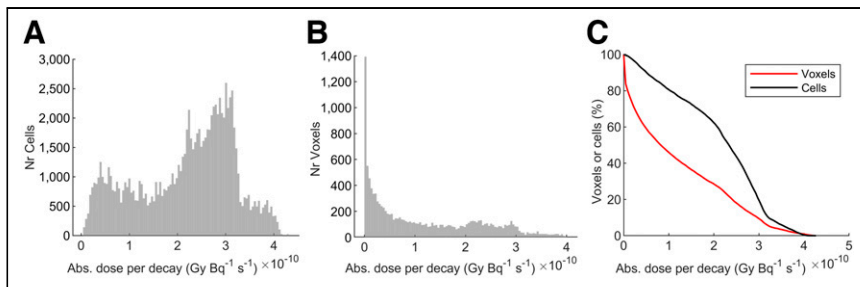 A
3,000
2,500
2,000
1,500
1,000
500
0
Nr Cells
0 1 2 3 4
Abs. dose per decay (Gy Bq⁻¹ s⁻¹) ×10⁻¹⁰
B
1,400
1,200
1,000
800
600
400
200
0
Nr Voxels
0 1 2 3 4
Abs. dose per decay (Gy Bq⁻¹ s⁻¹) ×10⁻¹⁰
C
100
80
60
40
20
0
Voxels or cells (%)
Voxels
Cells
0 1 2 3 4 5
Abs. dose per decay (Gy Bq⁻¹ s⁻¹) ×10⁻¹⁰